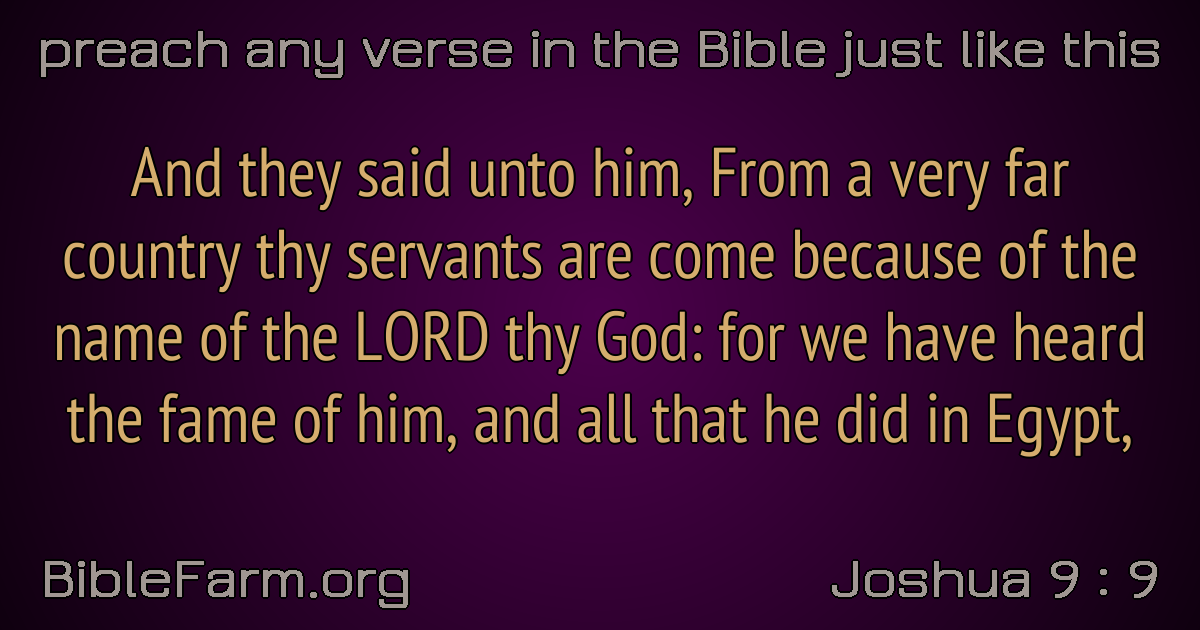 preach any verse in the Bible just like this
And they said unto him, From a very far
country thy servants are come because of the
name of the LORD thy God: for we have heard
the fame of him, and all that he did in Egypt,
BibleFarm.org
Joshua 9 : 9